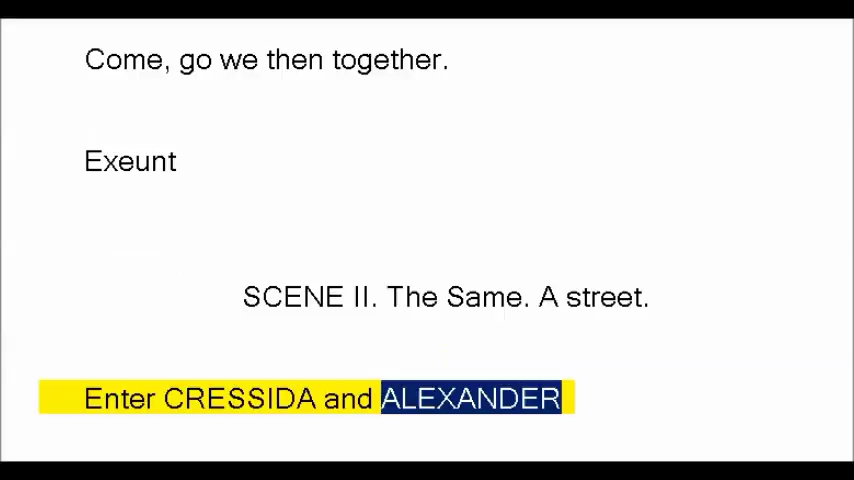 Come, go we then together.
Exeunt
SCENE II. The Same. A street.
Enter CRESSIDA and ALEXANDER